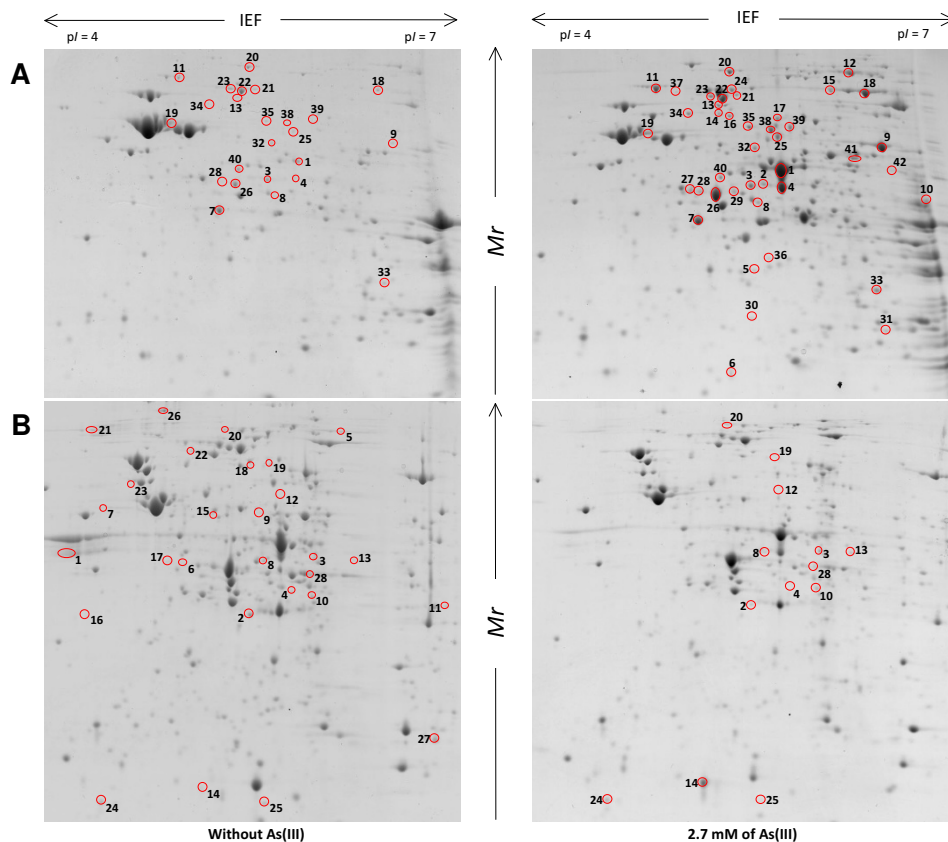 IEF IEF
pI = 4 pI = 7 pI = 4 pI = 7
A
20
11
23 22 21
18
34 13
19 35 38 39
32 25
9
40 1
28 26 3 4
8
7
33
Mr
20 12
11 37 24 15 18
23 22 21
13
34 14 16 17
19 35 38 39
32 25
9
41
42
40 1
27 28 3 2
26 29 4
8
10
7
36
5
33
30
31
6
B
26
21 20 5
22
18 19
23
12
7 15 9
1
17 6 8 3 13
28
4 10
16 2 11
27
14
24 25
Mr
20
19
12
8 3 13
28
4 10
2
14
24 25
Without As(III) 2.7 mM of As(III)